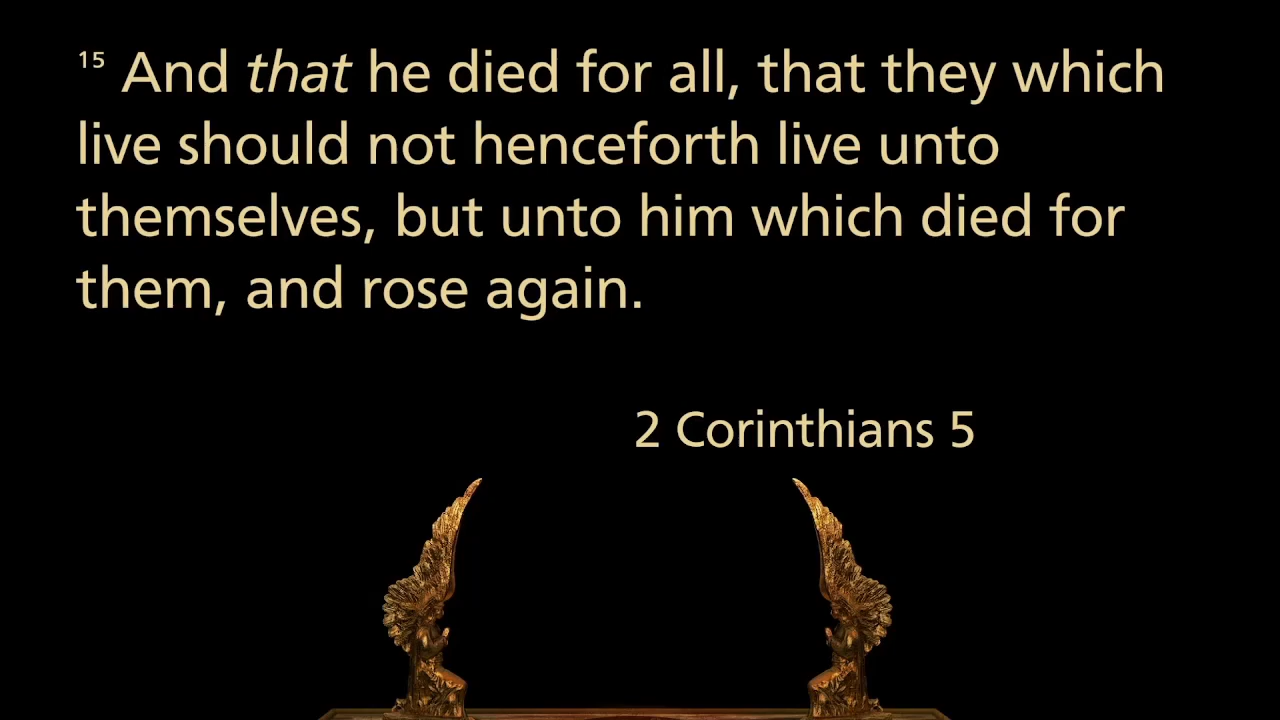 15 And that he died for all, that they which
live should not henceforth live unto
themselves, but unto him which died for
them, and rose again.
2 Corinthians 5